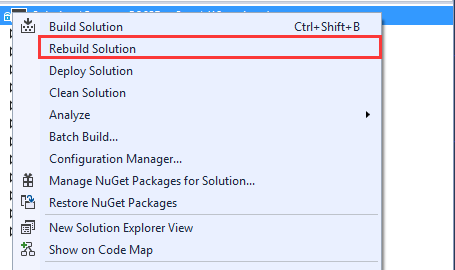 Build Solution Ctrl+Shift+B
Rebuild Solution
Deploy Solution
Clean Solution
Analyze
Batch Build...
Configuration Manager...
Manage NuGet Packages for Solution...
Restore NuGet Packages
New Solution Explorer View
Show on Code Map